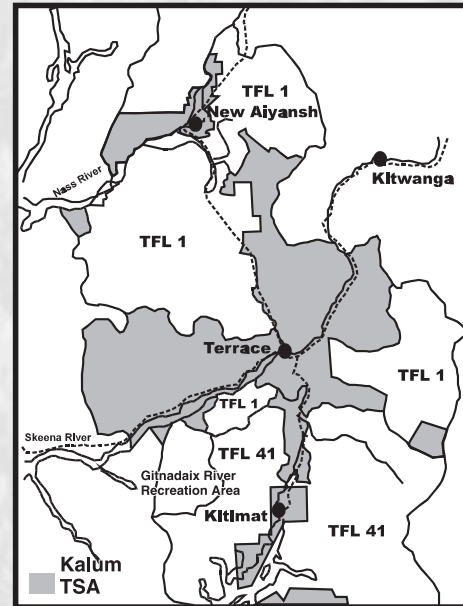 TFL 1
New Aiyansh
Kitwanga
Nass River
TFL 1
Terrace
TFL 1
TFL 1
Skeena River
TFL 41
Gitnadaix River
Recreation Area
Kitimat
TFL 41
Kalum
TSA